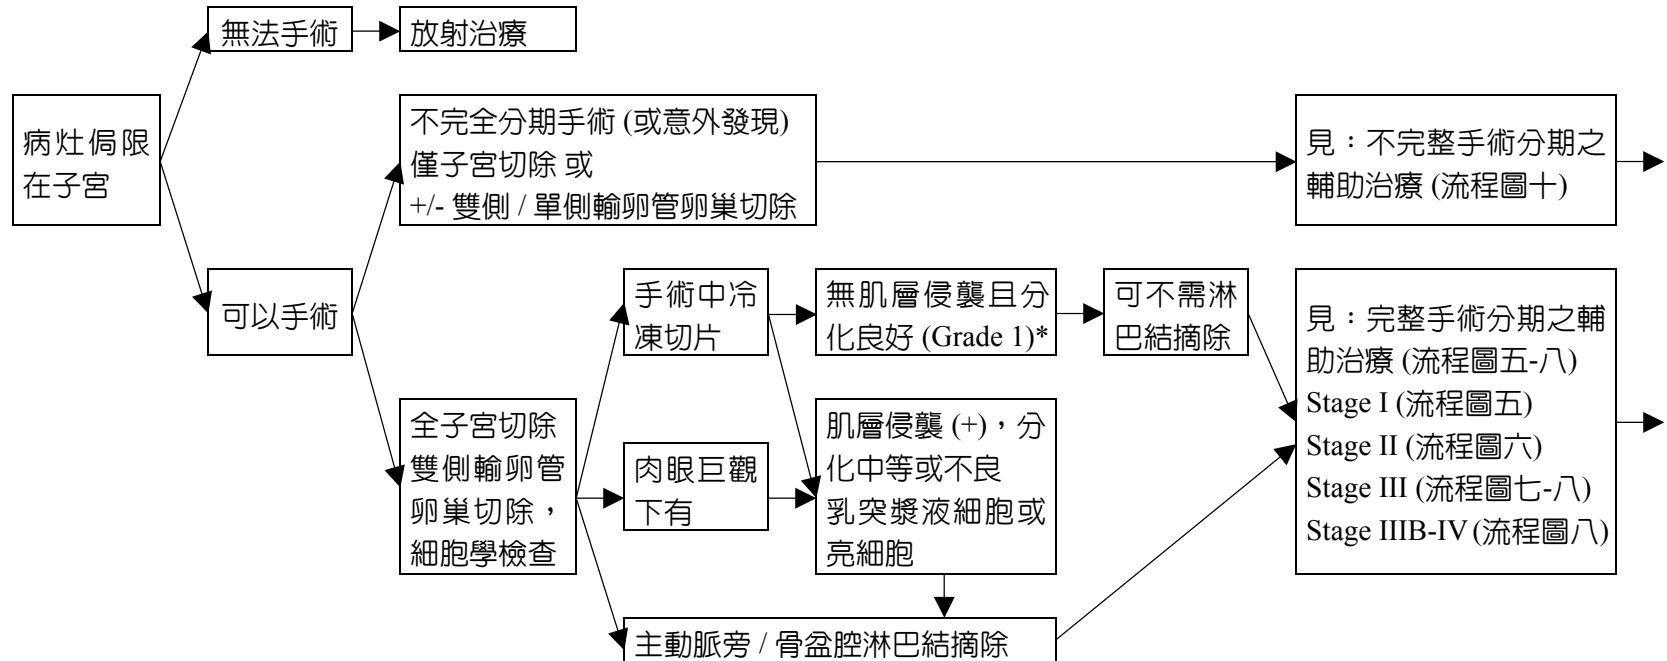 無法手術
放射治療
病灶侷限
在子宮
不完全分期手術 (或意外發現)
僅子宮切除 或
+/- 雙側 / 單側輸卵管卵巢切除
見：不完整手術分期之
輔助治療 (流程圖十)
可以手術
手術中冷
凍切片
無肌層侵襲且分
化良好 (Grade 1)*
可不需淋
巴結摘除
見：完整手術分期之輔
助治療 (流程圖五-八)
Stage I (流程圖五)
Stage II (流程圖六)
Stage III (流程圖七-八)
Stage IIIB-IV (流程圖八)
全子宮切除
雙側輸卵管
卵巢切除，
細胞學檢查
肉眼巨觀
下有
肌層侵襲 (+)，分
化中等或不良
乳突漿液細胞或
亮細胞
主動脈旁 / 骨盆腔淋巴結摘除